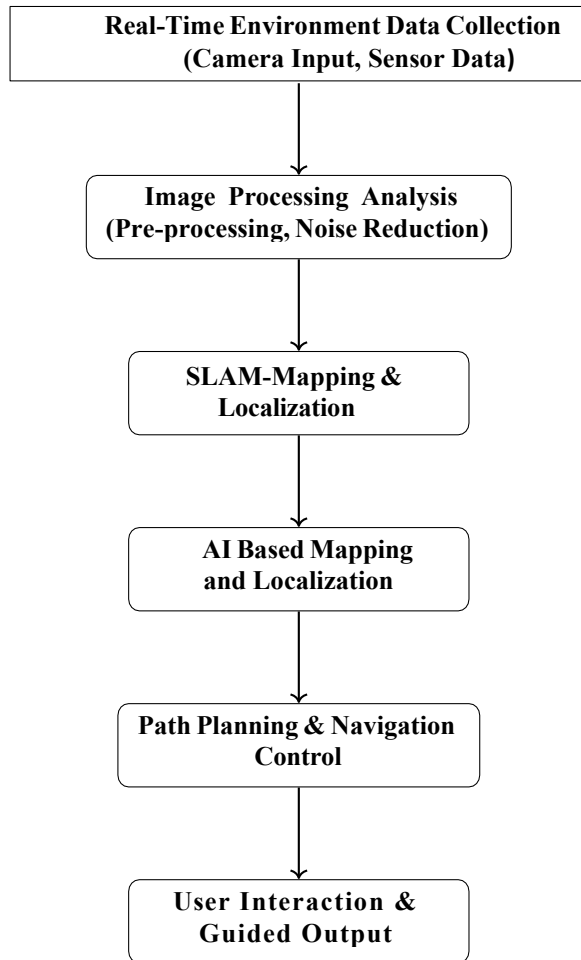 Real-Time Environment Data Collection
(Camera Input, Sensor Data)
Image Processing Analysis
(Pre-processing, Noise Reduction)
SLAM-Mapping &
Localization
AI Based Mapping
and Localization
Path Planning & Navigation
Control
User Interaction &
Guided Output